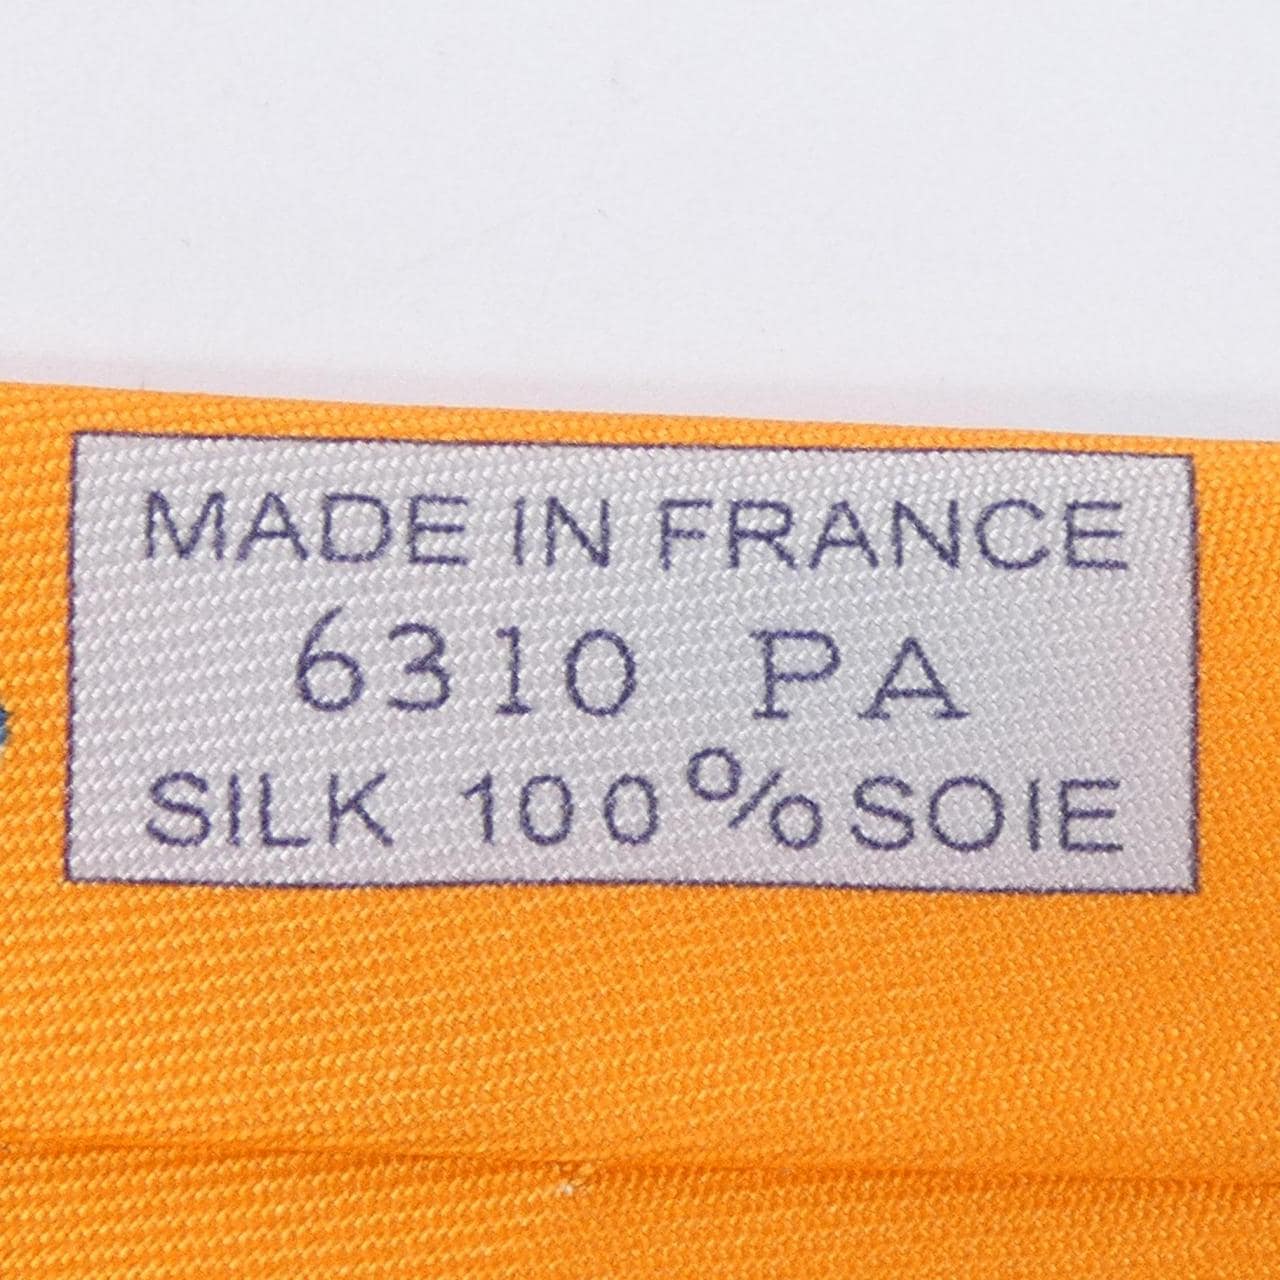 MADE IN FRANCE
6310 PA
SILK 100% SOIE